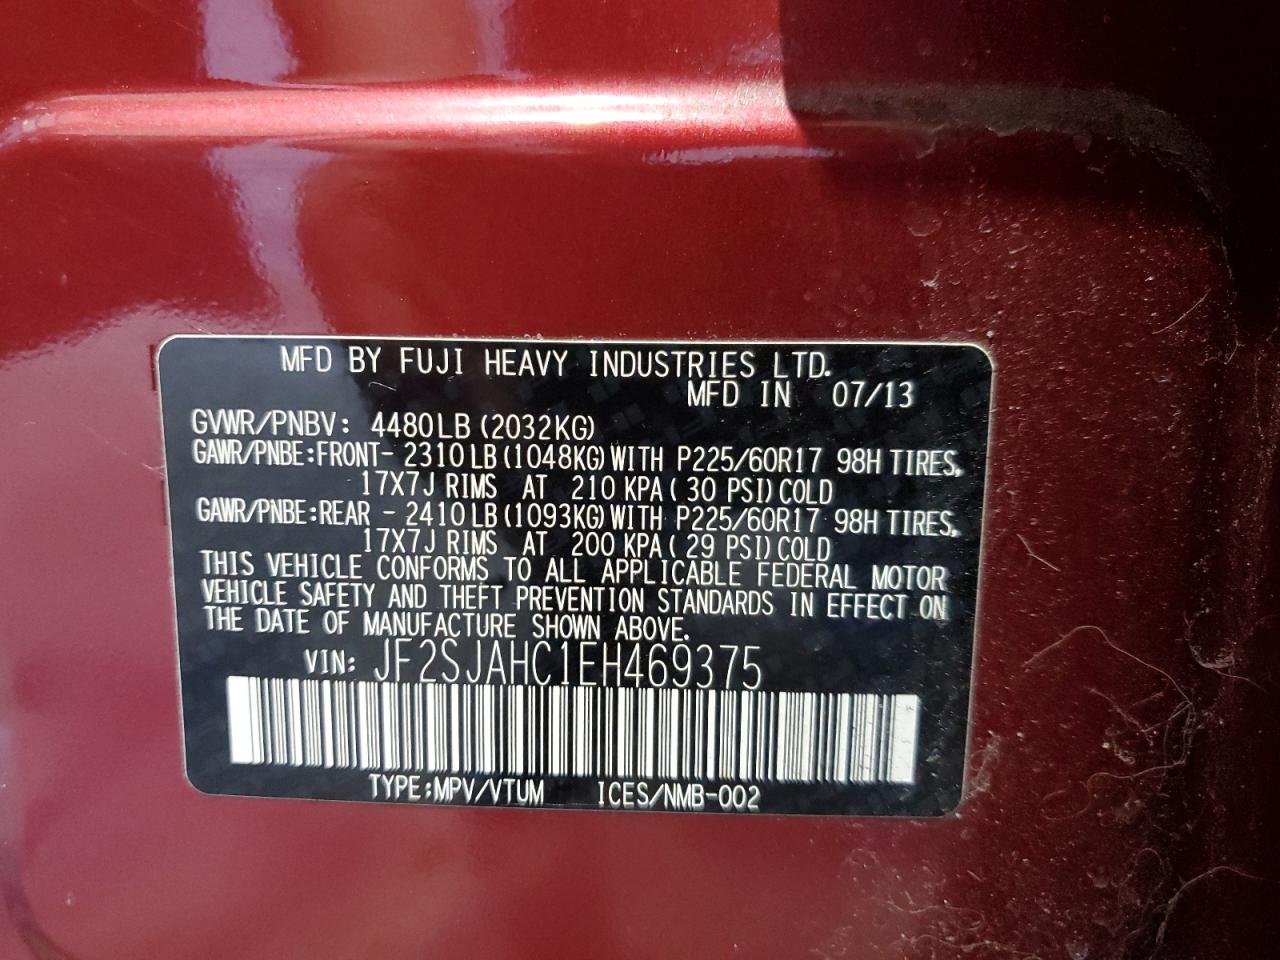 MFD BY FUJI HEAVY INDUSTRIES LTD.
MFD IN 07/13
GVWR/PNBV: 4480LB (2032KG)
GAWR/PNBE:FRONT- 2310LB(1048KG)WITH P225/60R17 98H TIRES,
17X7J RIMS AT 210 KPA( 30 PSI)COLD
GAWR/PNBE:REAR - 2410LB(1093KG)WITH P225/60R17 98H TIRES,
17X7J RIMS AT 200 KPA( 29 PSI)COLD
THIS VEHICLE CONFORMS TO ALL APPLICABLE FEDERAL MOTOR
VEHICLE SAFETY AND THEFT PREVENTION STANDARDS IN EFFECT ON
THE DATE OF MANUFACTURE SHOWN ABOVE.
VIN: JF2SJAHC1EH469375
TYPE:MPV/VTUM ICES/NMB-002